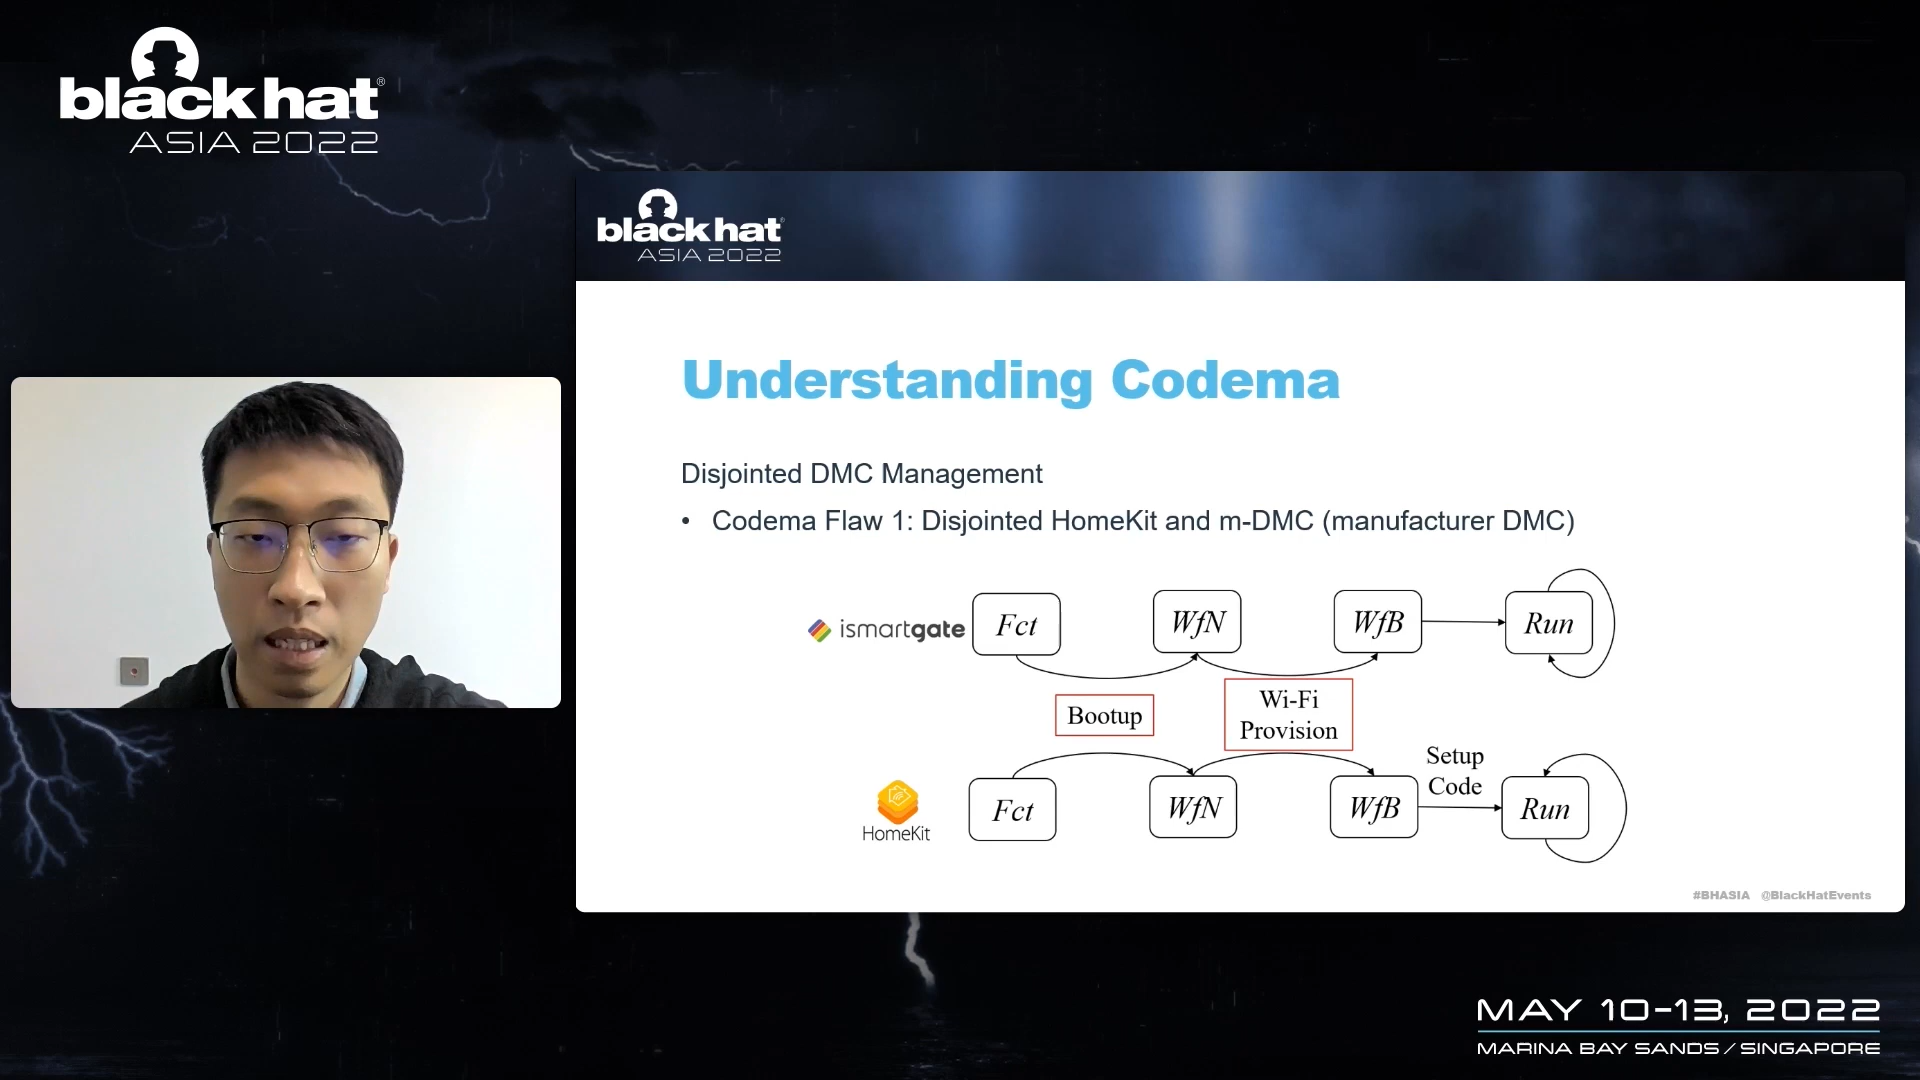 black hat®
ASIA 2022
black hat®
ASIA 2022
Understanding Codema
Disjointed DMC Management
• Codema Flaw 1: Disjointed HomeKit and m-DMC (manufacturer DMC)
ismartgate
Fct
WfN
WfB
Run
Bootup
Wi-Fi
Provision
Setup
Code
HomeKit
Fct
WfN
WfB
Run
#BHASIA @BlackHatEvents
MAY 10-13, 2022
MARINA BAY SANDS / SINGAPORE